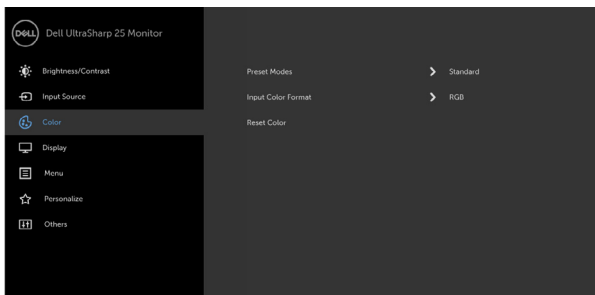 DELL
Dell UltraSharp 25 Monitor
Brightness/Contrast
Input Source
Color
Display
Menu
Personalize
Others
Preset Modes
Standard
Input Color Format
RGB
Reset Color